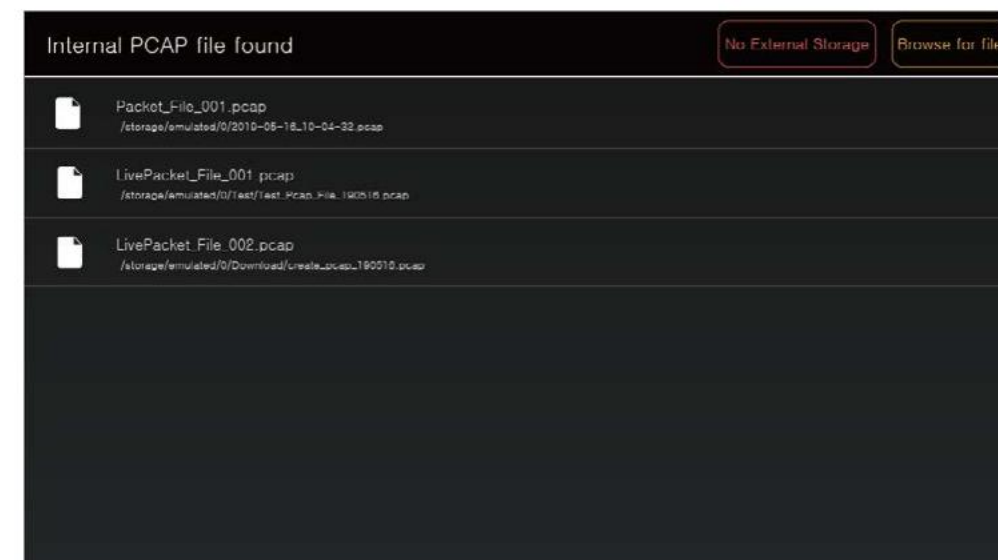 Internal PCAP file found
No External Storage
Browse for file
Packet_File_001.pcap
/storage/emulated/0/2019-05-16_10-04-32.pcap
LivePacket_File_001.pcap
/storage/emulated/0/Test/Test_Pcap_File_190516.pcap
LivePacket_File_002.pcap
/storage/emulated/0/Download/create_pcap_190516.pcap